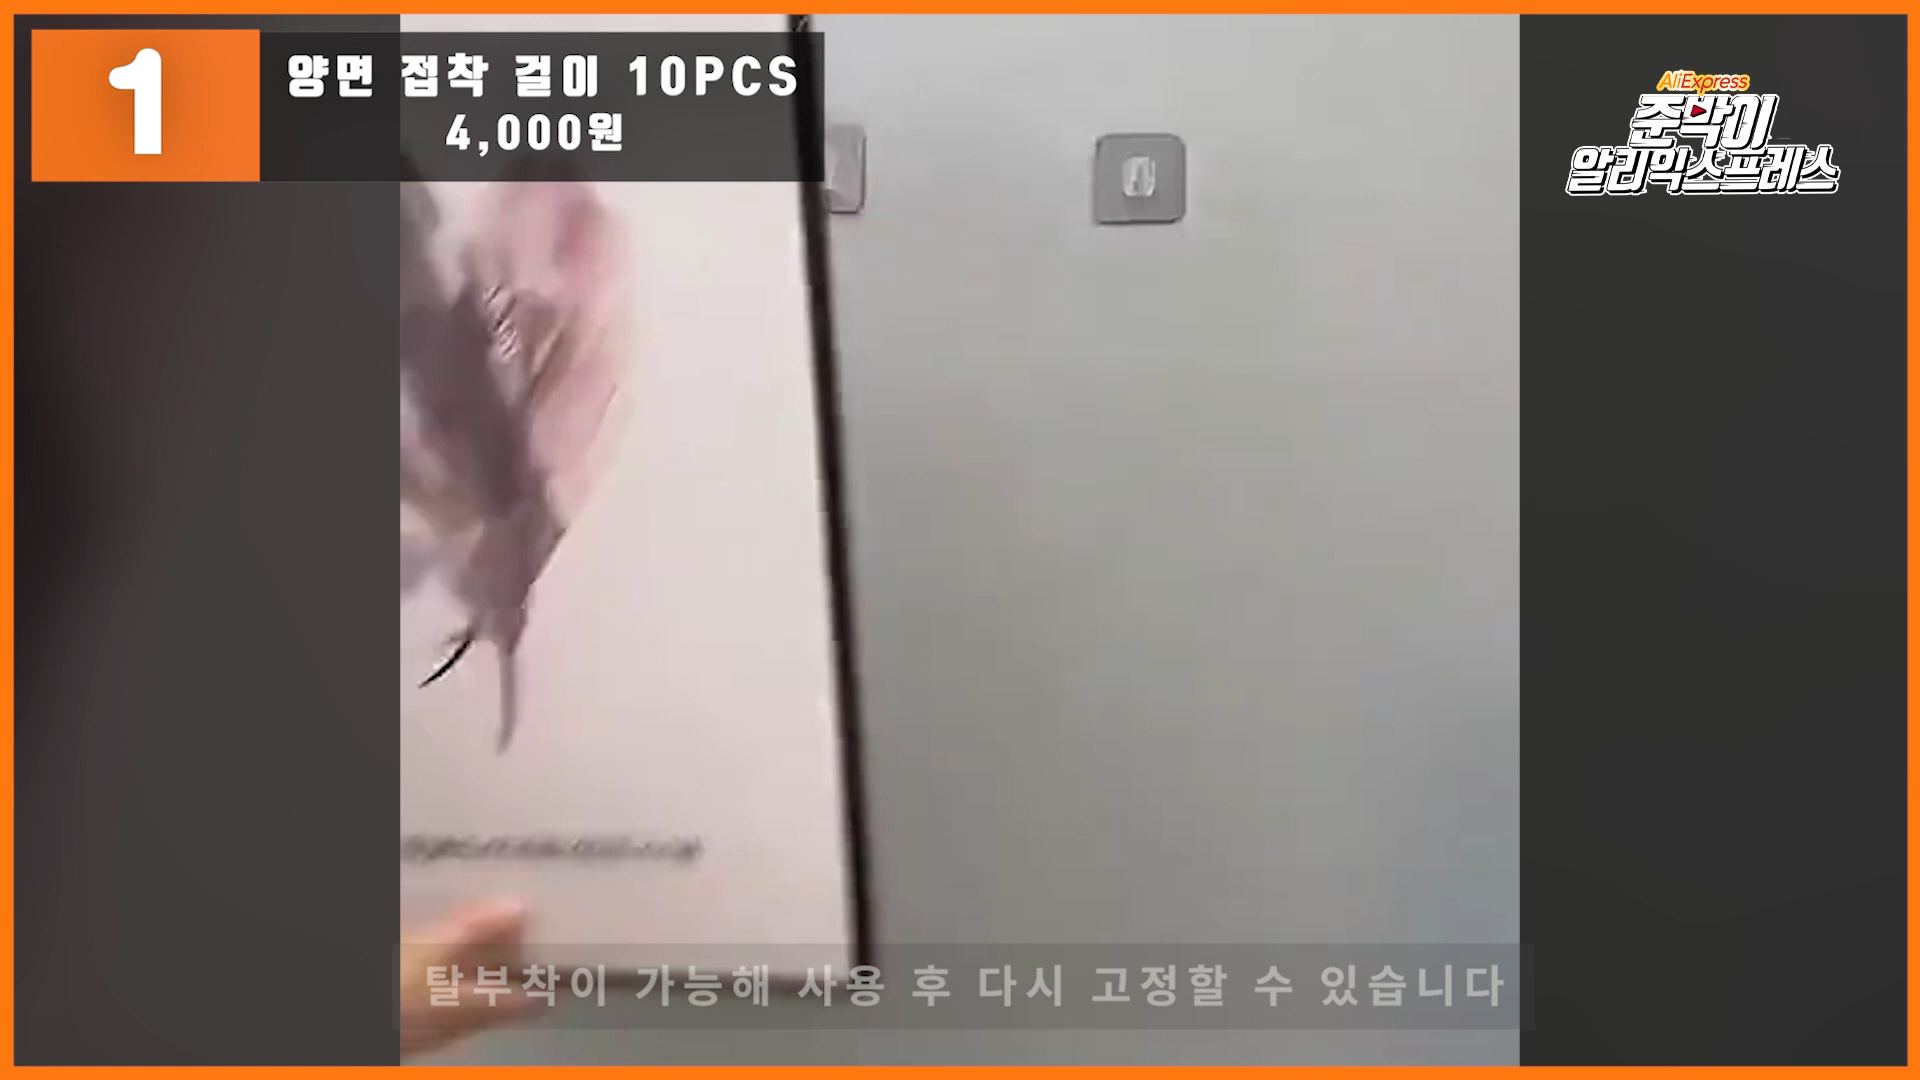 1
양면 접착 걸이 10PCS
4,000원
AliExpress
준박이
알리익스프레스
탈부착이 가능해 사용 후 다시 고정할 수 있습니다